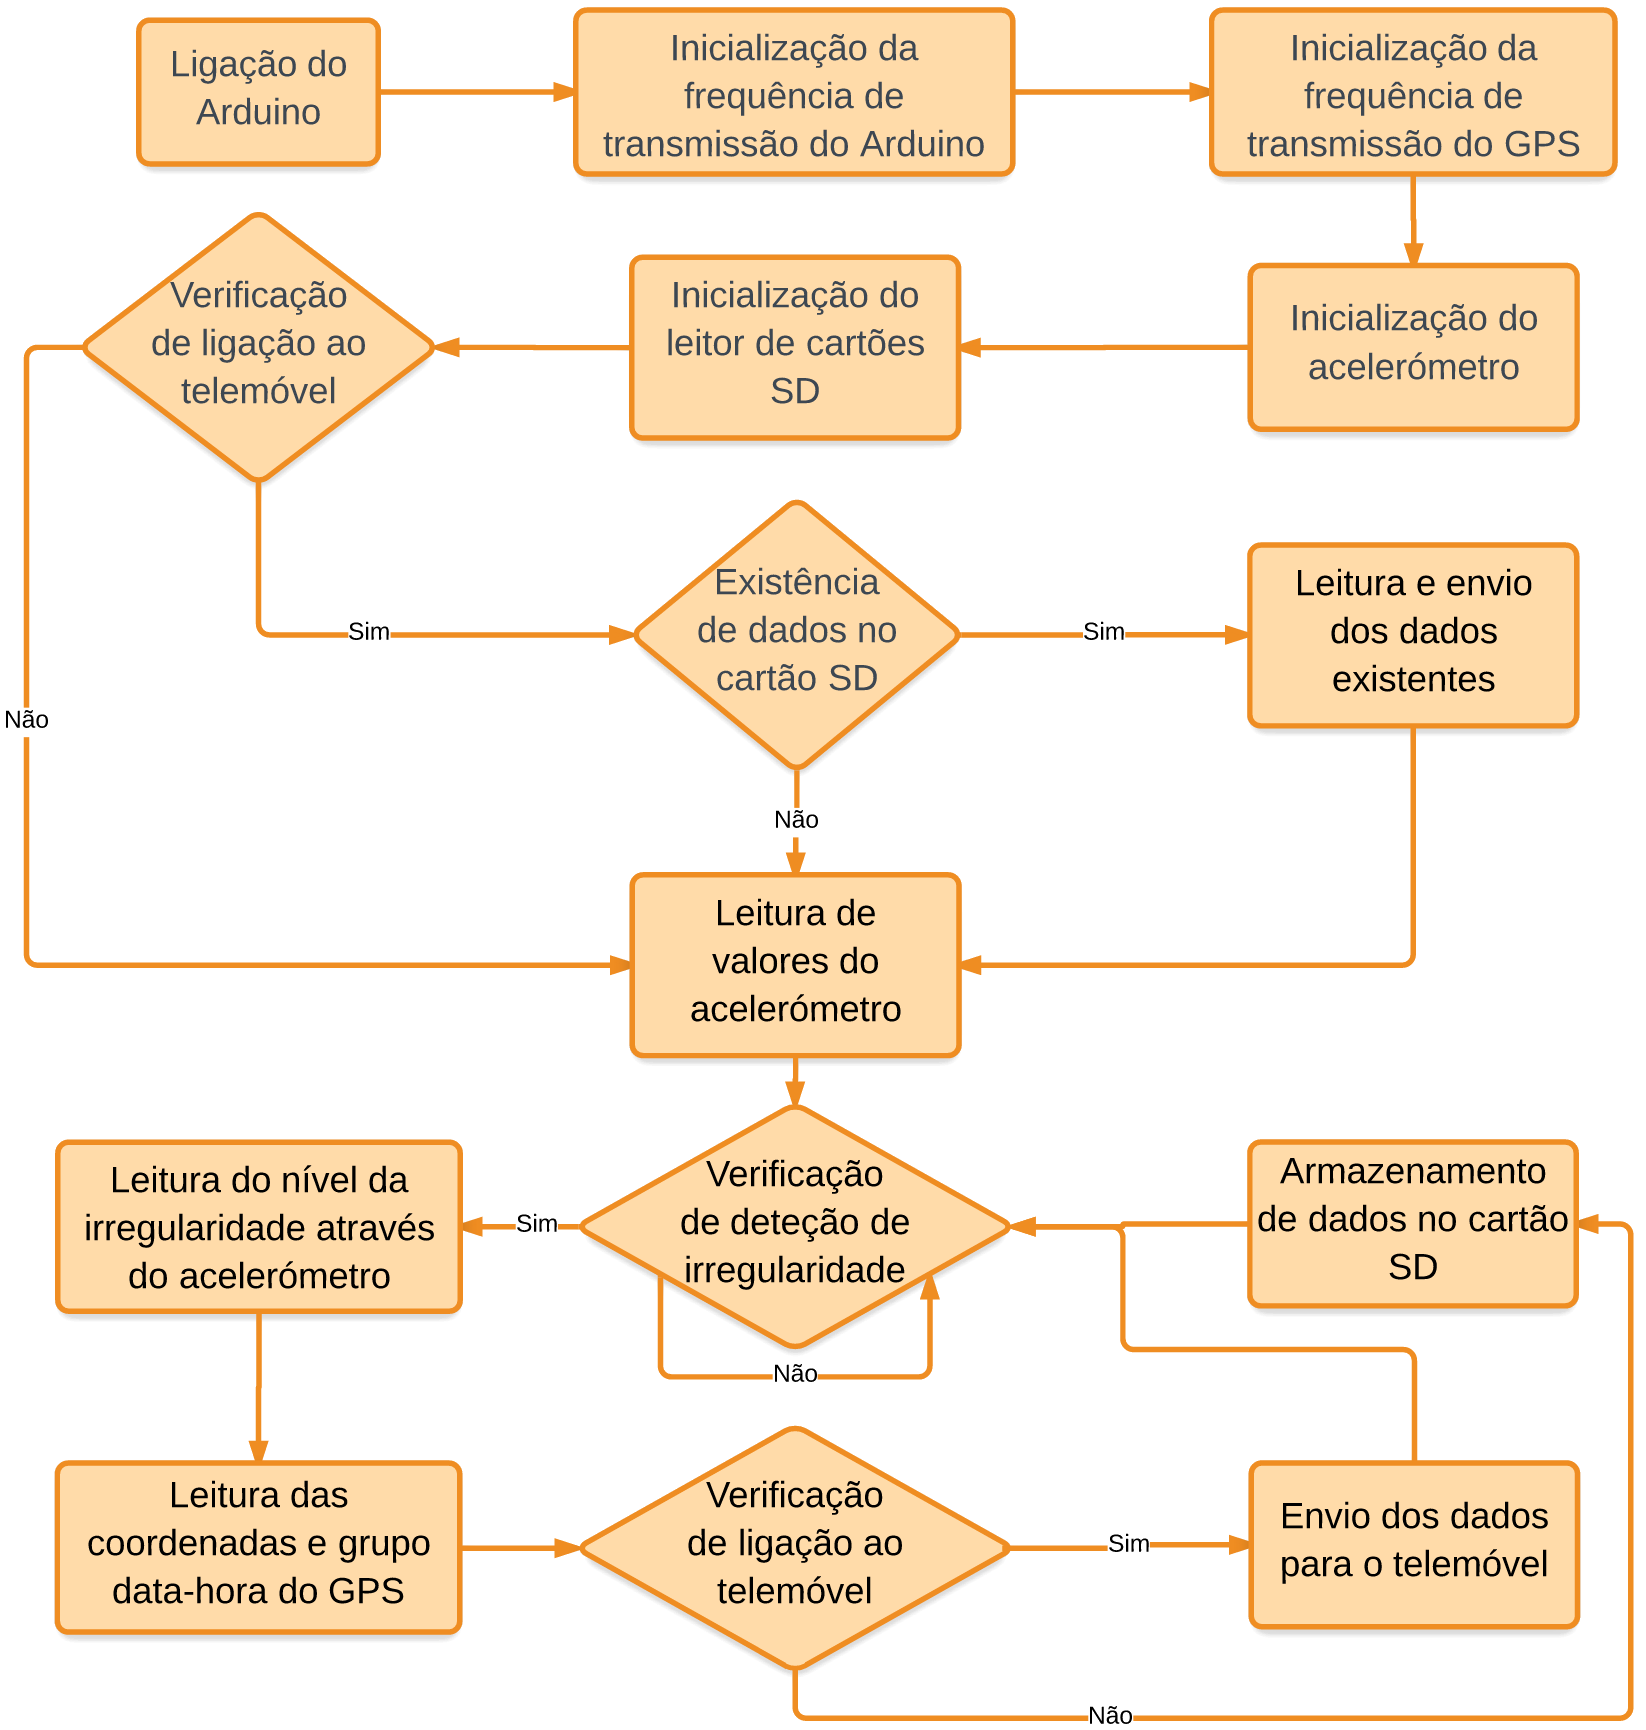 Ligação do
Arduino
Inicialização da
frequência de
transmissão do Arduino
Inicialização da
frequência de
transmissão do GPS
Verificação
de ligação ao
telemóvel
Inicialização do
leitor de cartões
SD
Inicialização do
acelerómetro
Existência
de dados no
cartão SD
Leitura e envio
dos dados
existentes
Sim
Sim
Não
Não
Leitura de
valores do
acelerómetro
Leitura do nível da
irregularidade através
do acelerómetro
Sim
Verificação
de deteção de
irregularidade
Armazenamento
de dados no cartão
SD
Não
Leitura das
coordenadas e grupo
data-hora do GPS
Verificação
de ligação ao
telemóvel
Sim
Envio dos dados
para o telemóvel
Não